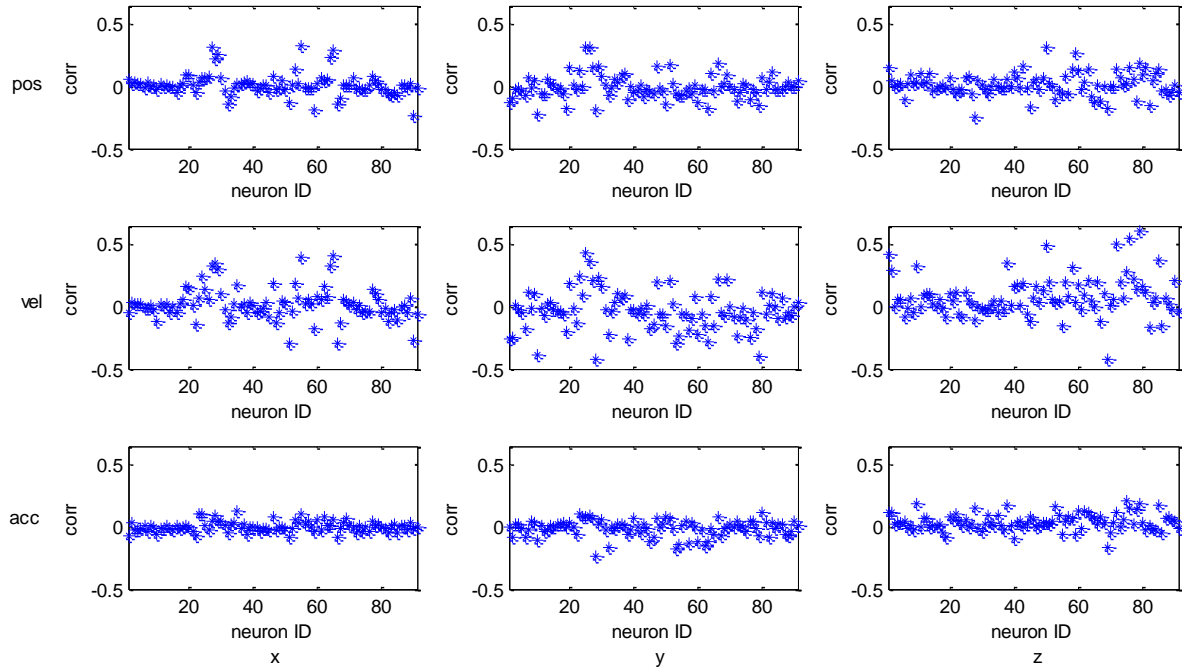 0.5 0.5 0.5
pos corr 0 corr 0 corr 0
-0.5 -0.5 -0.5
20 40 60 80 20 40 60 80 20 40 60 80
neuron ID neuron ID neuron ID
0.5 0.5 0.5
vel corr 0 corr 0 corr 0
-0.5 -0.5 -0.5
20 40 60 80 20 40 60 80 20 40 60 80
neuron ID neuron ID neuron ID
0.5 0.5 0.5
acc corr 0 corr 0 corr 0
-0.5 -0.5 -0.5
20 40 60 80 20 40 60 80 20 40 60 80
neuron ID neuron ID neuron ID
x y z